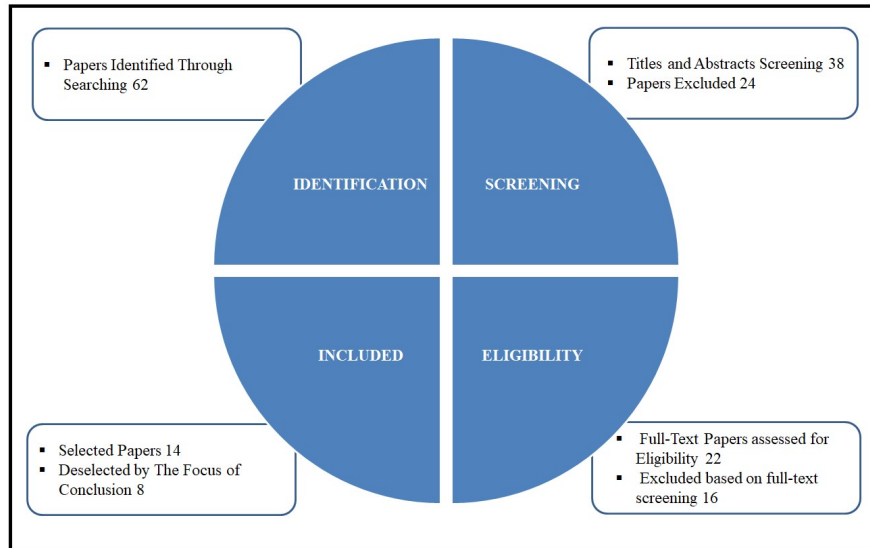 ▪ Papers Identified Through
Searching 62
▪ Titles and Abstracts Screening 38
▪ Papers Excluded 24
IDENTIFICATION
SCREENING
INCLUDED
ELIGIBILITY
▪ Selected Papers 14
▪ Deselected by The Focus of
Conclusion 8
▪ Full-Text Papers assessed for
Eligibility 22
▪ Excluded based on full-text
screening 16